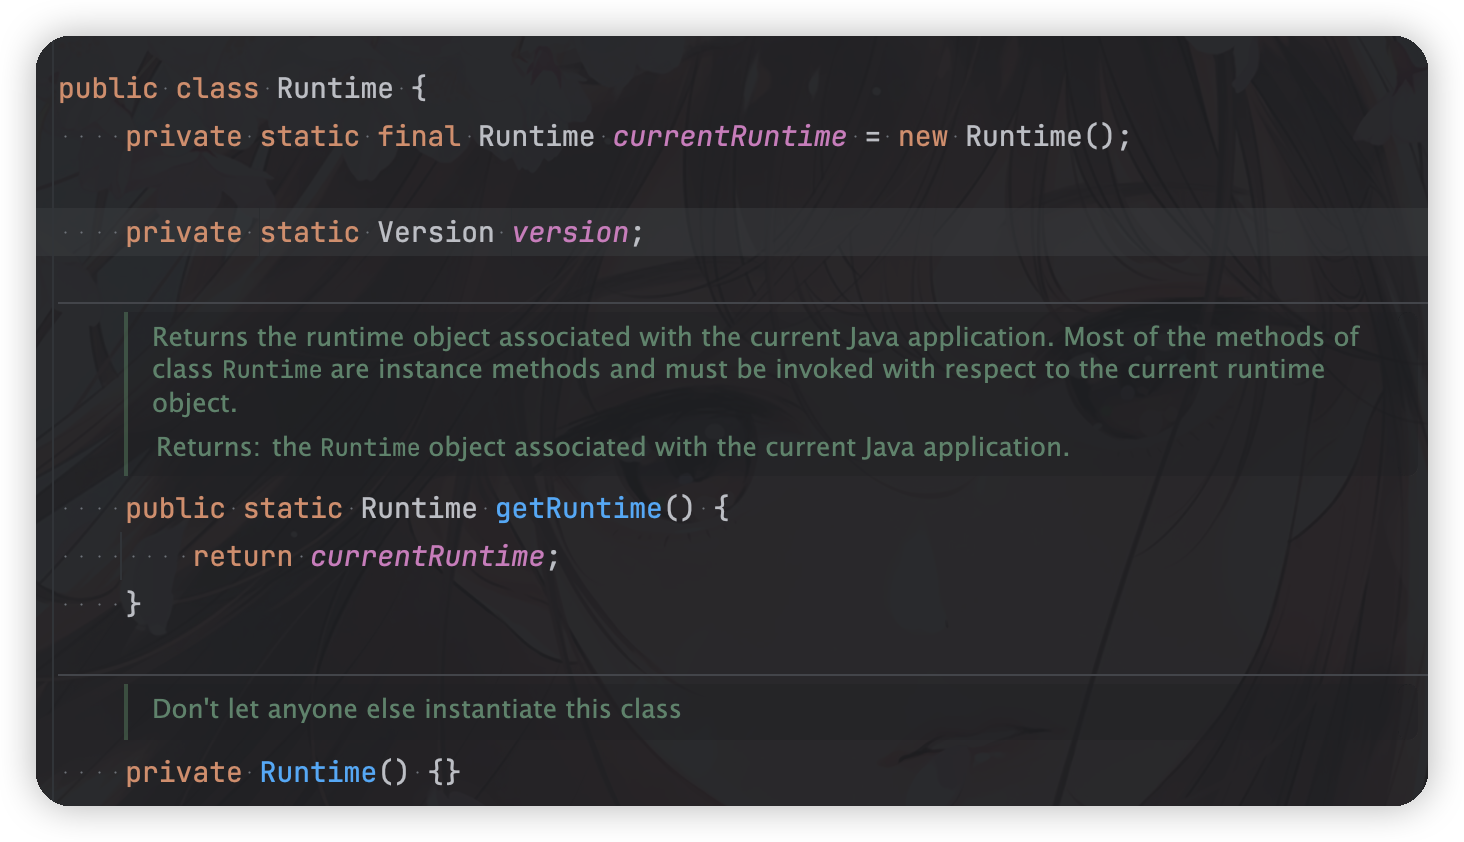 public class Runtime {
    private static final Runtime currentRuntime = new Runtime();
    private static Version version;
Returns the runtime object associated with the current Java application. Most of the methods of
class Runtime are instance methods and must be invoked with respect to the current runtime
object.
Returns: the Runtime object associated with the current Java application.
    public static Runtime getRuntime() {
        return currentRuntime;
    }
Don't let anyone else instantiate this class
    private Runtime() {}